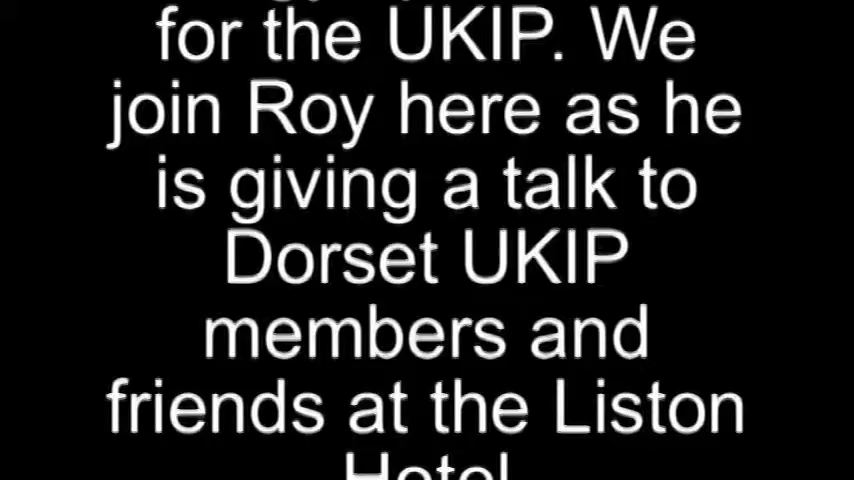 for the UKIP. We
join Roy here as he
is giving a talk to
Dorset UKIP
members and
friends at the Liston
Hotel